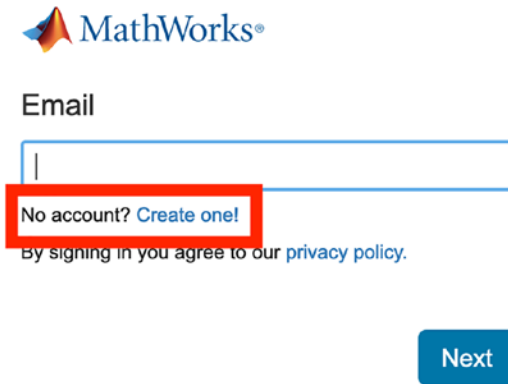 MathWorks®
Email
No account? Create one!
By signing in you agree to our privacy policy.
Next